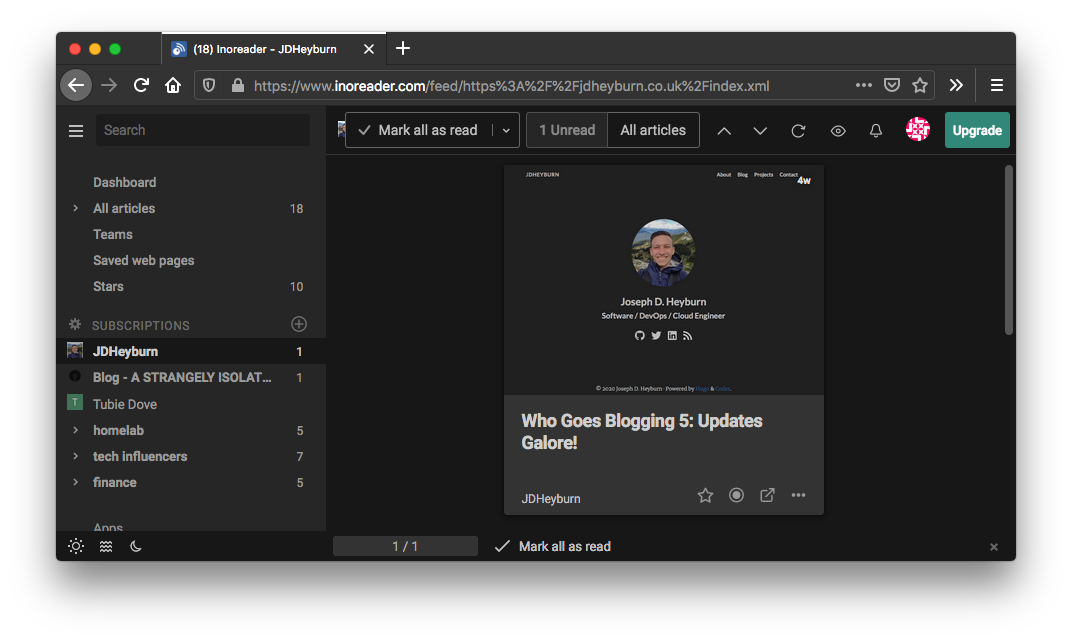 (18) Inoreader - JDHeyburn
https://www.inoreader.com/feed/https%3A%2F%2Fjdheyburn.co.uk%2Findex.xml
Search
Mark all as read
1 Unread
All articles
Upgrade
Dashboard
All articles 18
Teams
Saved web pages
Stars 10
SUBSCRIPTIONS
JDHeyburn 1
Blog - A STRANGELY ISOLAT... 1
T Tubie Dove
homelab 5
tech influencers 7
finance 5
Apps
JDHEYBURN
About Blog Projects Contact
4w
Joseph D. Heyburn
Software / DevOps / Cloud Engineer
© 2020 Joseph D. Heyburn · Powered by Hugo & Coder.
Who Goes Blogging 5: Updates
Galore!
JDHeyburn
1 / 1
Mark all as read